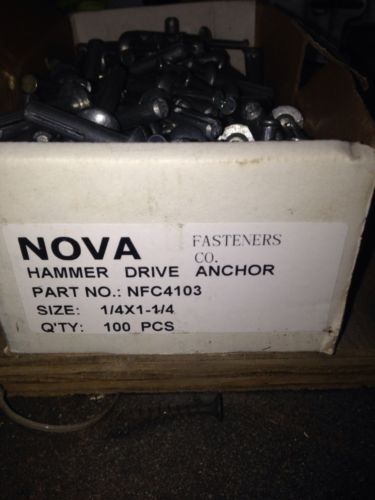 NOVA FASTENERS CO.
HAMMER DRIVE ANCHOR
PART NO.: NFC4103
SIZE: 1/4X1-1/4
Q'TY: 100 PCS